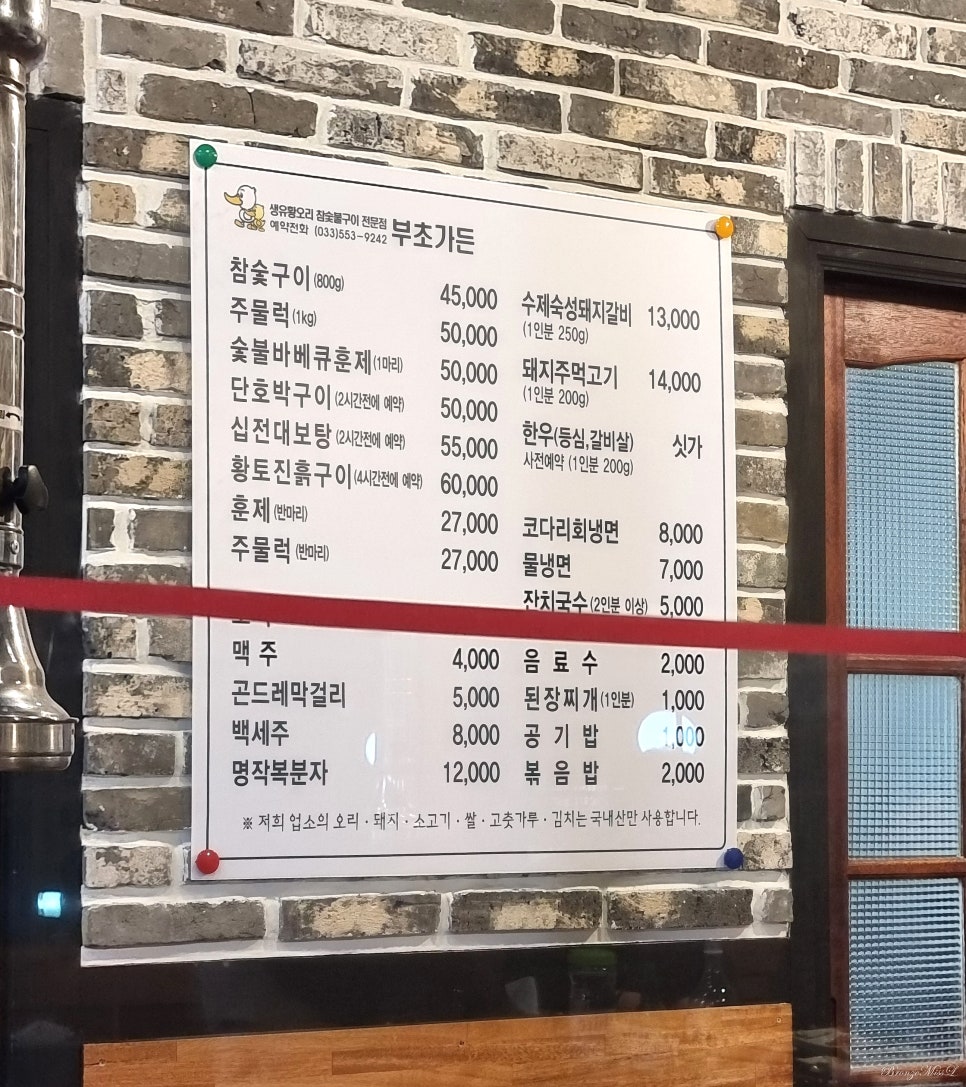 생유황오리 참숯불구이 전문점
예약전화 (033)553-9242 부초가든
참숯구이(800g) 45,000
주물럭(1kg) 50,000
숯불바베큐훈제(1마리) 50,000
단호박구이(2시간전에 예약) 50,000
십전대보탕(2시간전에 예약) 55,000
황토진흙구이(4시간전에 예약) 60,000
훈제(반마리) 27,000
주물럭(반마리) 27,000
맥 주 4,000
곤드레막걸리 5,000
백세주 8,000
명작복분자 12,000
수제숙성돼지갈비 13,000
(1인분 250g)
돼지주먹고기 14,000
(1인분 200g)
한우(등심,갈비살) 싯가
사전예약 (1인분 200g)
코다리회냉면 8,000
물냉면 7,000
잔치국수(2인분 이상) 5,000
음 료 수 2,000
된장찌개(1인분) 1,000
공 기 밥 1,000
볶 음 밥 2,000
※ 저희 업소의 오리 · 돼지 · 소고기 · 쌀 · 고춧가루 · 김치는 국내산만 사용합니다.